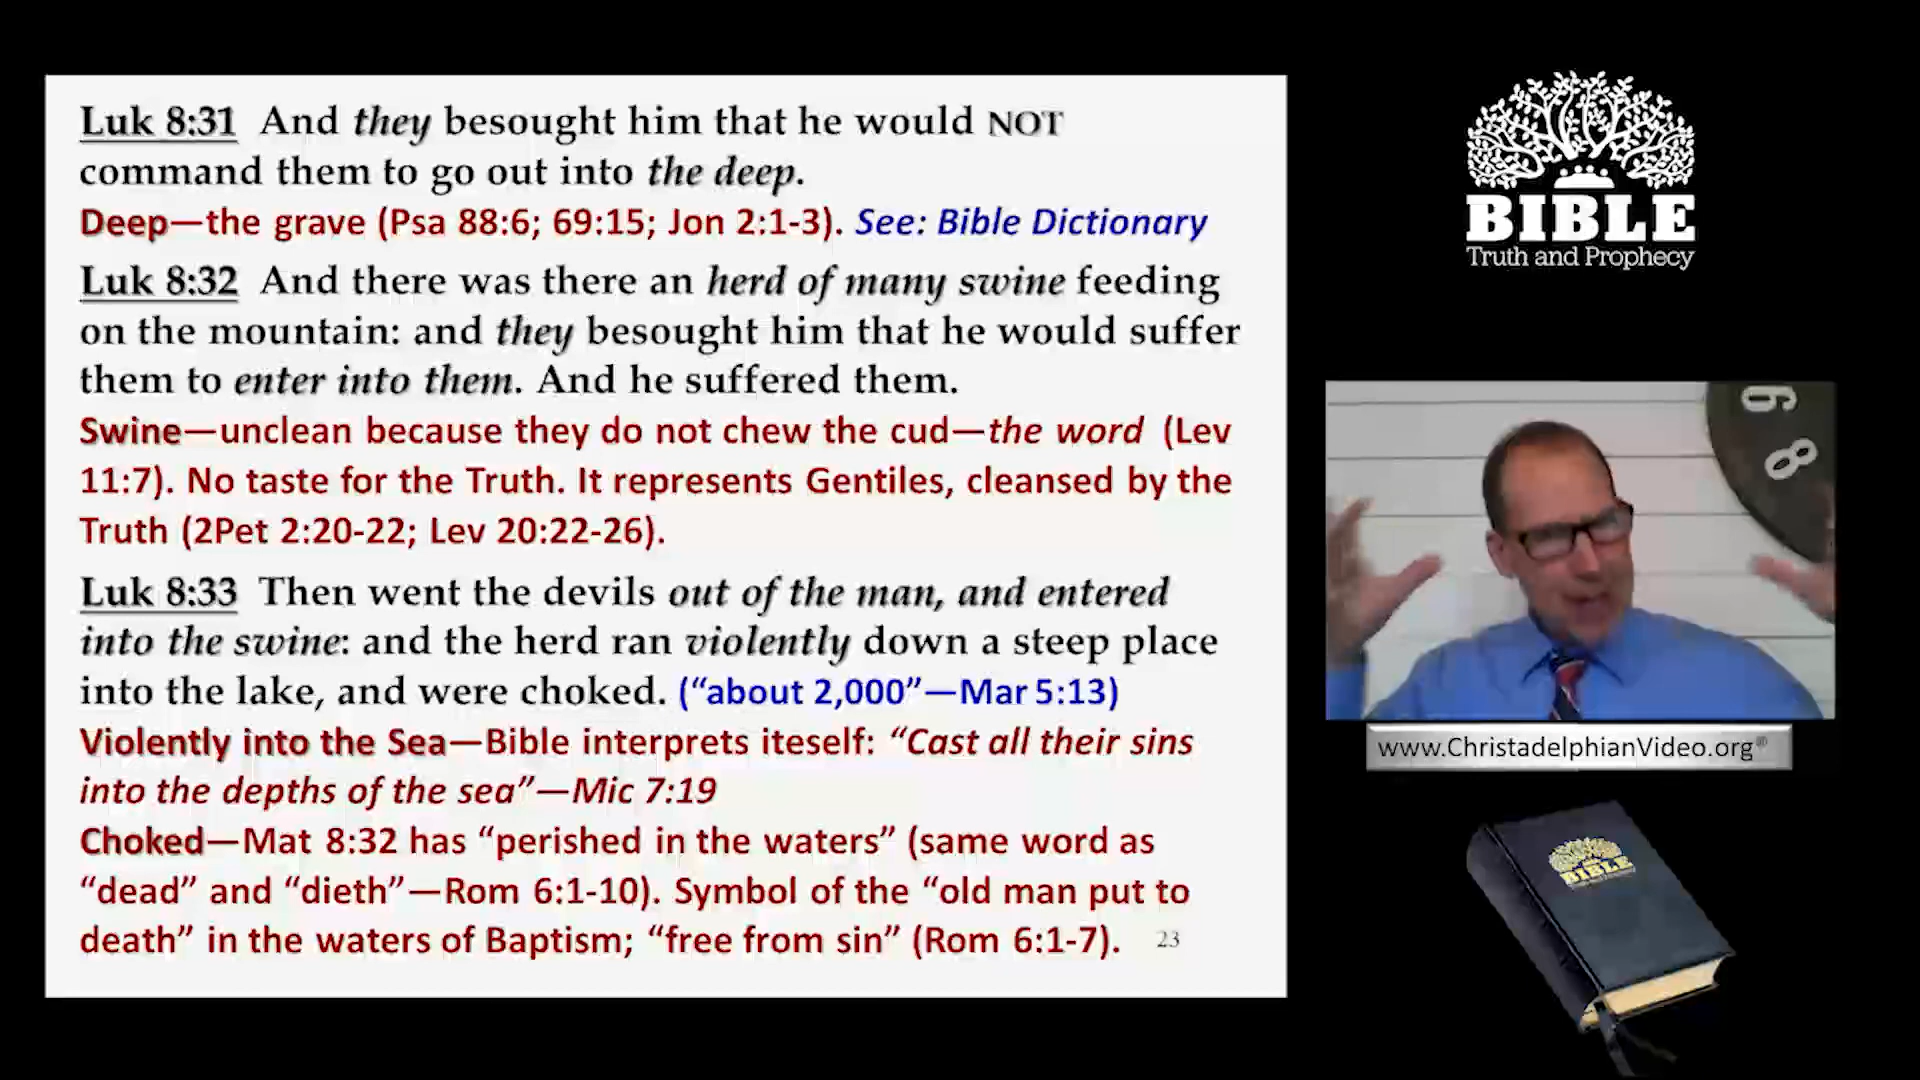 Luk 8:31 And they besought him that he would NOT
command them to go out into the deep.
Deep—the grave (Psa 88:6; 69:15; Jon 2:1-3). See: Bible Dictionary
Luk 8:32 And there was there an herd of many swine feeding
on the mountain: and they besought him that he would suffer
them to enter into them. And he suffered them.
Swine—unclean because they do not chew the cud—the word (Lev
11:7). No taste for the Truth. It represents Gentiles, cleansed by the
Truth (2Pet 2:20-22; Lev 20:22-26).
Luk 8:33 Then went the devils out of the man, and entered
into the swine: and the herd ran violently down a steep place
into the lake, and were choked. (“about 2,000”—Mar 5:13)
Violently into the Sea—Bible interprets iteself: “Cast all their sins
into the depths of the sea”—Mic 7:19
Choked—Mat 8:32 has “perished in the waters” (same word as
“dead” and “dieth”—Rom 6:1-10). Symbol of the “old man put to
death” in the waters of Baptism; “free from sin” (Rom 6:1-7).
23
BIBLE
Truth and Prophecy
6
8
www.ChristadelphianVideo.org®
BIBLE